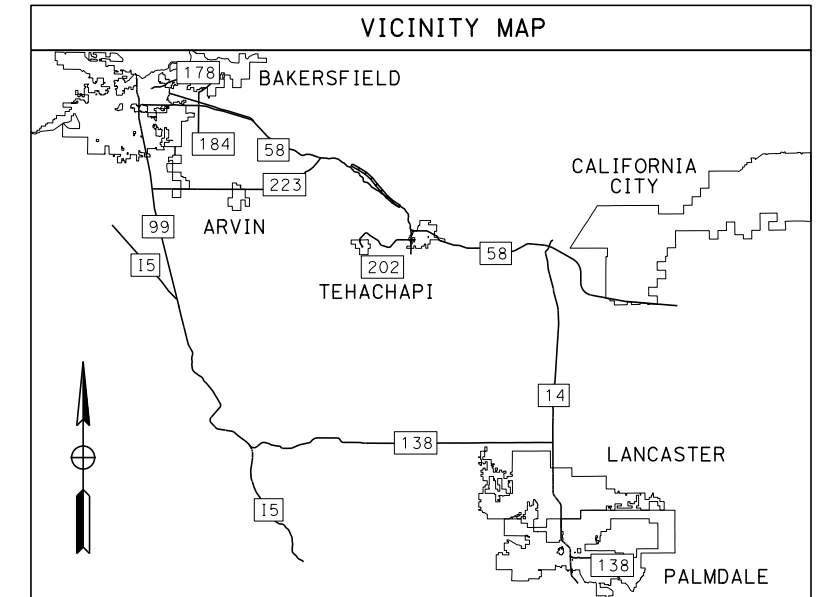 VICINITY MAP
178
BAKERSFIELD
184
58
CALIFORNIA
CITY
223
99
ARVIN
I5
202
58
TEHACHAPI
14
138
LANCASTER
I5
138
PALMDALE